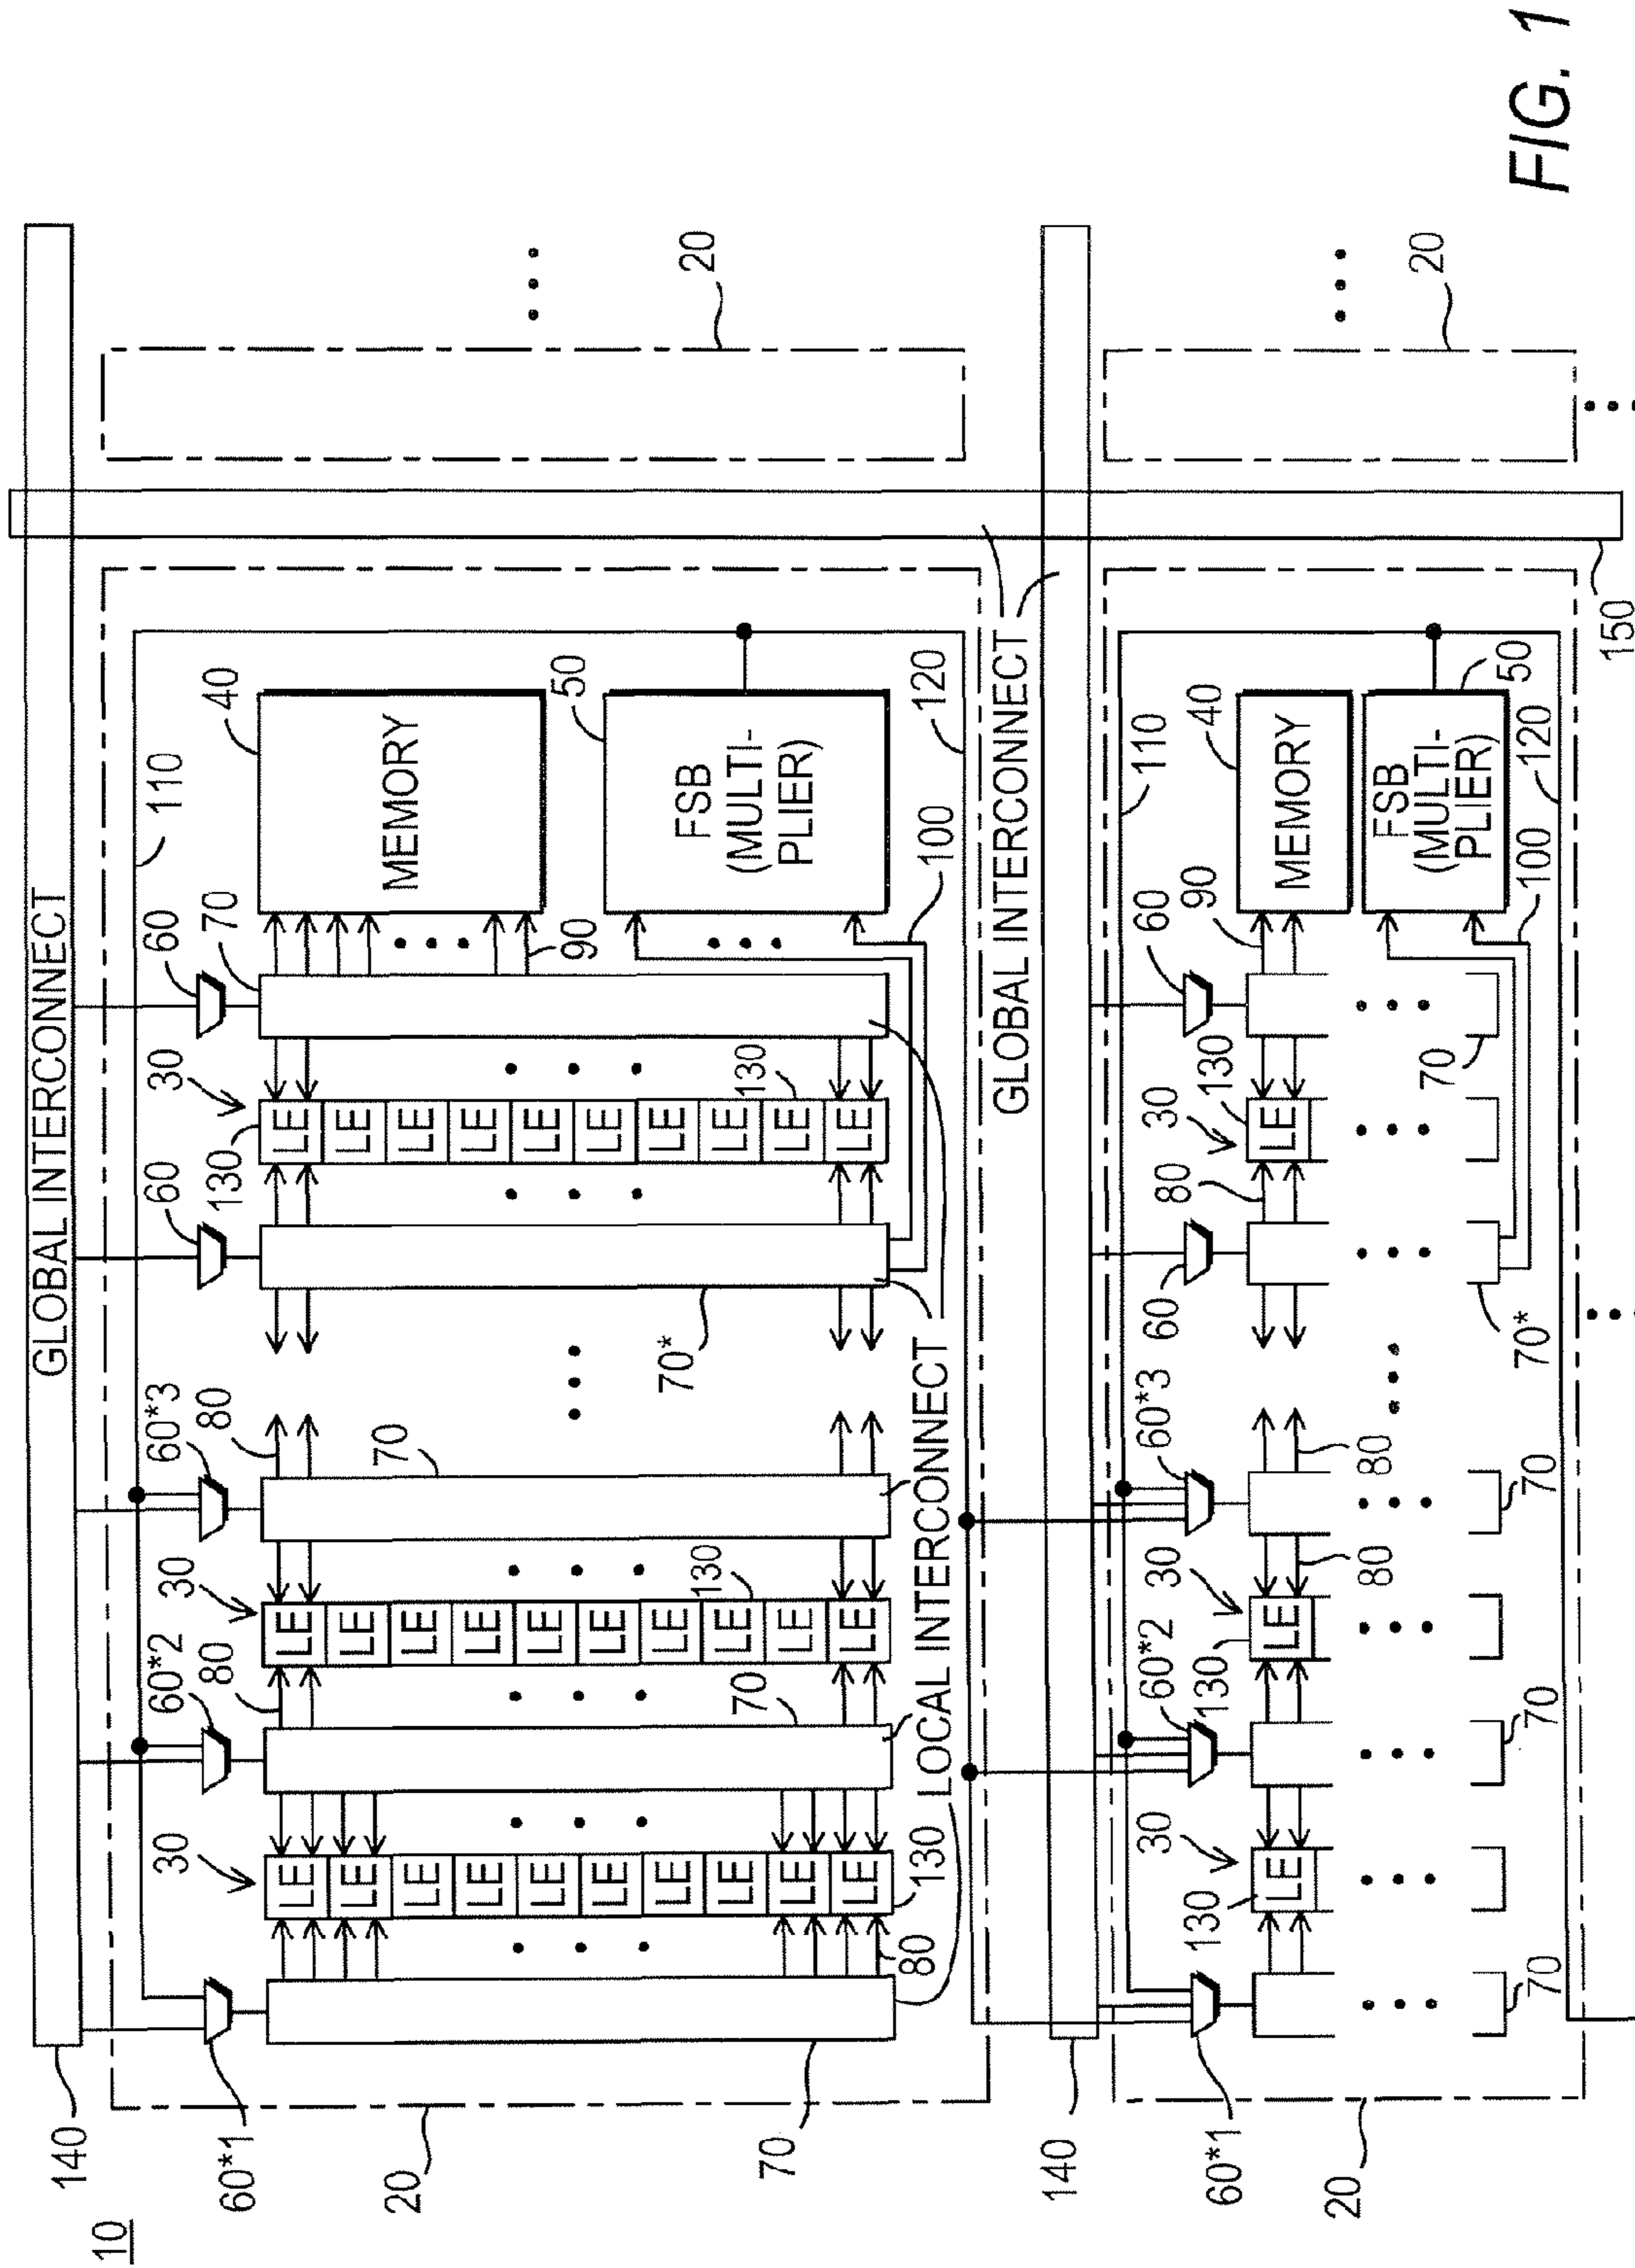 GLOBAL INTERCONNECT
140
10
60*1
30
60*2
30
60*3
60
30
60
110
80
80
130
70
40
LE LE LE
LE LE LE
LE LE LE
LE LE LE
LE LE LE
LE LE LE
LE LE LE
LE LE LE
LE LE LE
LE LE LE
MEMORY
70
90
50
FSB
(MULTI-
PLIER)
20
70
70
130
70*
130
20
130
80
100
120
LOCAL INTERCONNECT
GLOBAL INTERCONNECT
140
60*1
30
60*2
30
60*3
60
30
60
110
130
130
80
130
90
40
LE
LE
LE
MEMORY
20
80
80
FSB
(MULTI-
PLIER)
50
20
70
70
70
70*
70
100
120
150
FIG. 1